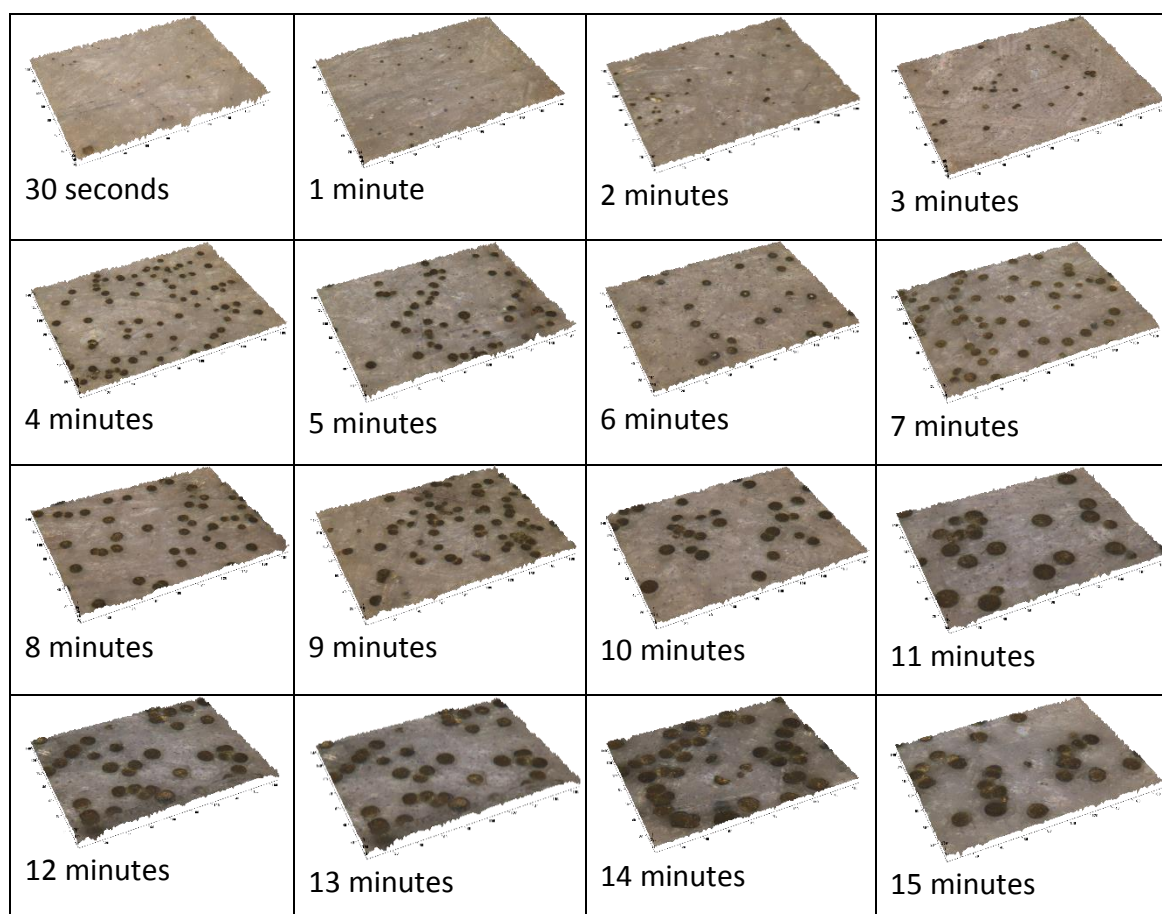 30 seconds
1 minute
2 minutes
3 minutes
4 minutes
5 minutes
6 minutes
7 minutes
8 minutes
9 minutes
10 minutes
11 minutes
12 minutes
13 minutes
14 minutes
15 minutes